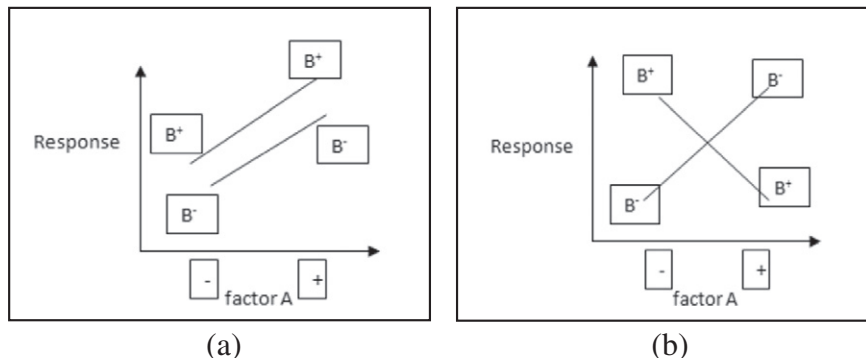 B⁺
B⁺
Response
B⁻
B⁻
-
+
factor A
(a)
B⁺
B⁻
Response
B⁺
B⁻
-
+
factor A
(b)